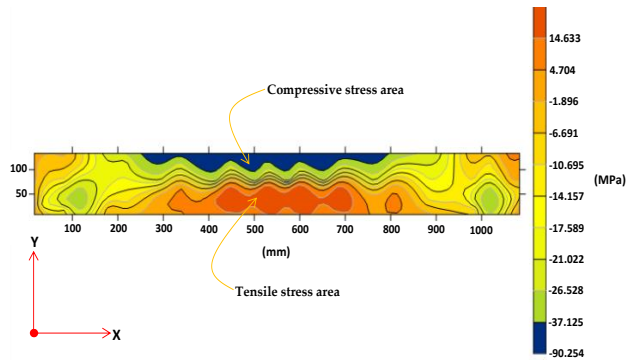 14.633
4.704
Compressive stress area
-1.896
-6.691
100
-10.695
(MPa)
50
-14.157
-17.589
100 200 300 400 500 600 700 800 900 1000
(mm)
-21.022
Y
Tensile stress area
-26.528
-37.125
X
-90.254